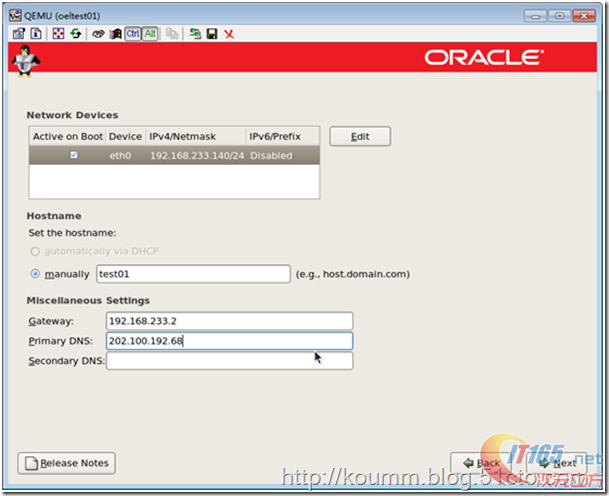 QEMU (oeltest01)
Ctrl Alt
ORACLE
Network Devices
Active on Boot Device IPv4/Netmask IPv6/Prefix
eth0 192.168.233.140/24 Disabled
Edit
Hostname
Set the hostname:
automatically via DHCP
manually test01 (e.g., host.domain.com)
Miscellaneous Settings
Gateway: 192.168.233.2
Primary DNS: 202.100.192.68
Secondary DNS:
Release Notes Back Next
IT165.net
http://koumm.blog.51cto.com